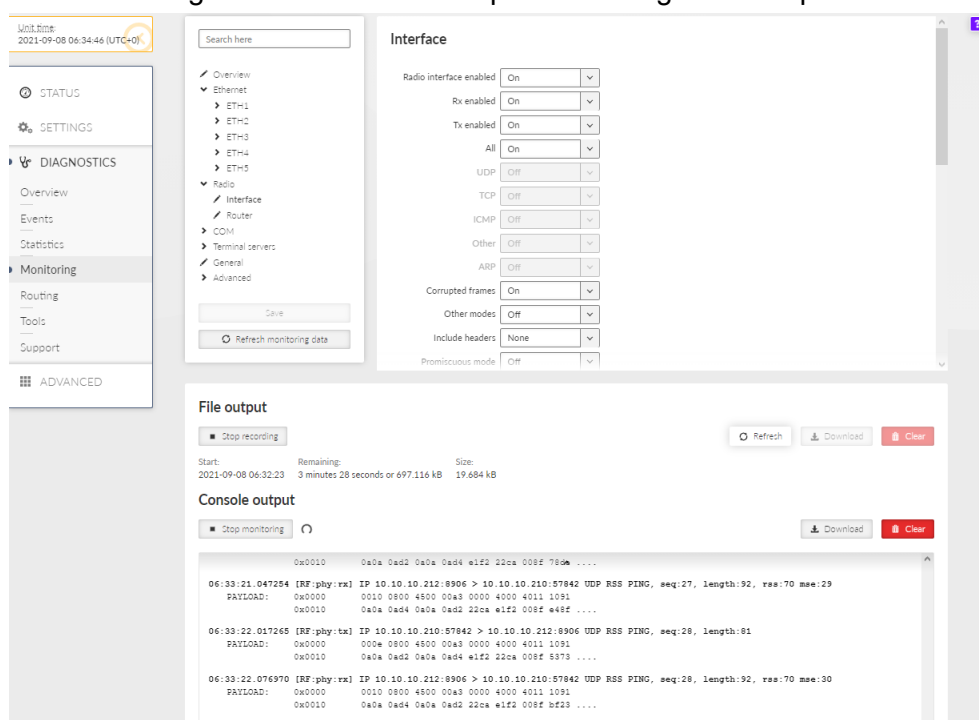 Unit time:
2021-09-08 06:34:46 (UTC+0)
STATUS
SETTINGS
DIAGNOSTICS
Overview
Events
Statistics
Monitoring
Routing
Tools
Support
ADVANCED
Search here
Overview
Ethernet
ETH1
ETH2
ETH3
ETH4
ETH5
Radio
Interface
Router
COM
Terminal servers
General
Advanced
Save
Refresh monitoring data
Interface
Radio interface enabled On
Rx enabled On
Tx enabled On
All On
UDP Off
TCP Off
ICMP Off
Other Off
ARP Off
Corrupted frames On
Other modes Off
Include headers None
Promiscuous mode Off
?
File output
Stop recording Refresh Download Clear
Start: Remaining: Size:
2021-09-08 06:32:23 3 minutes 28 seconds or 697.116 kB 19.684 kB
Console output
Stop monitoring Download Clear
0x0010 0a0a 0ad2 0a0a 0ad4 e1f2 22ca 008f 78de ....
06:33:21.047254 [RF:phy:rx] IP 10.10.10.212:8906 > 10.10.10.210:57842 UDP RSS PING, seq:27, length:92, rss:70 mse:29
PAYLOAD: 0x0000 0010 0800 4500 00a3 0000 4000 4011 1091
0x0010 0a0a 0ad4 0a0a 0ad2 22ca e1f2 008f e48f ....
06:33:22.017265 [RF:phy:tx] IP 10.10.10.210:57842 > 10.10.10.212:8906 UDP RSS PING, seq:28, length:81
PAYLOAD: 0x0000 000e 0800 4500 00a3 0000 4000 4011 1091
0x0010 0a0a 0ad2 0a0a 0ad4 e1f2 22ca 008f 5373 ....
06:33:22.076970 [RF:phy:rx] IP 10.10.10.212:8906 > 10.10.10.210:57842 UDP RSS PING, seq:28, length:92, rss:70 mse:30
PAYLOAD: 0x0000 0010 0800 4500 00a3 0000 4000 4011 1091
0x0010 0a0a 0ad4 0a0a 0ad2 22ca e1f2 008f bf23 ....